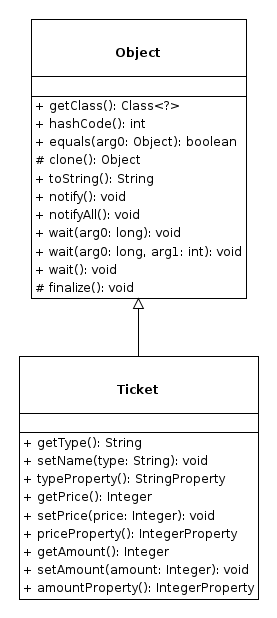 Object
+ getClass(): Class<?>
+ hashCode(): int
+ equals(arg0: Object): boolean
# clone(): Object
+ toString(): String
+ notify(): void
+ notifyAll(): void
+ wait(arg0: long): void
+ wait(arg0: long, arg1: int): void
+ wait(): void
# finalize(): void
Ticket
+ getType(): String
+ setName(type: String): void
+ typeProperty(): StringProperty
+ getPrice(): Integer
+ setPrice(price: Integer): void
+ priceProperty(): IntegerProperty
+ getAmount(): Integer
+ setAmount(amount: Integer): void
+ amountProperty(): IntegerProperty